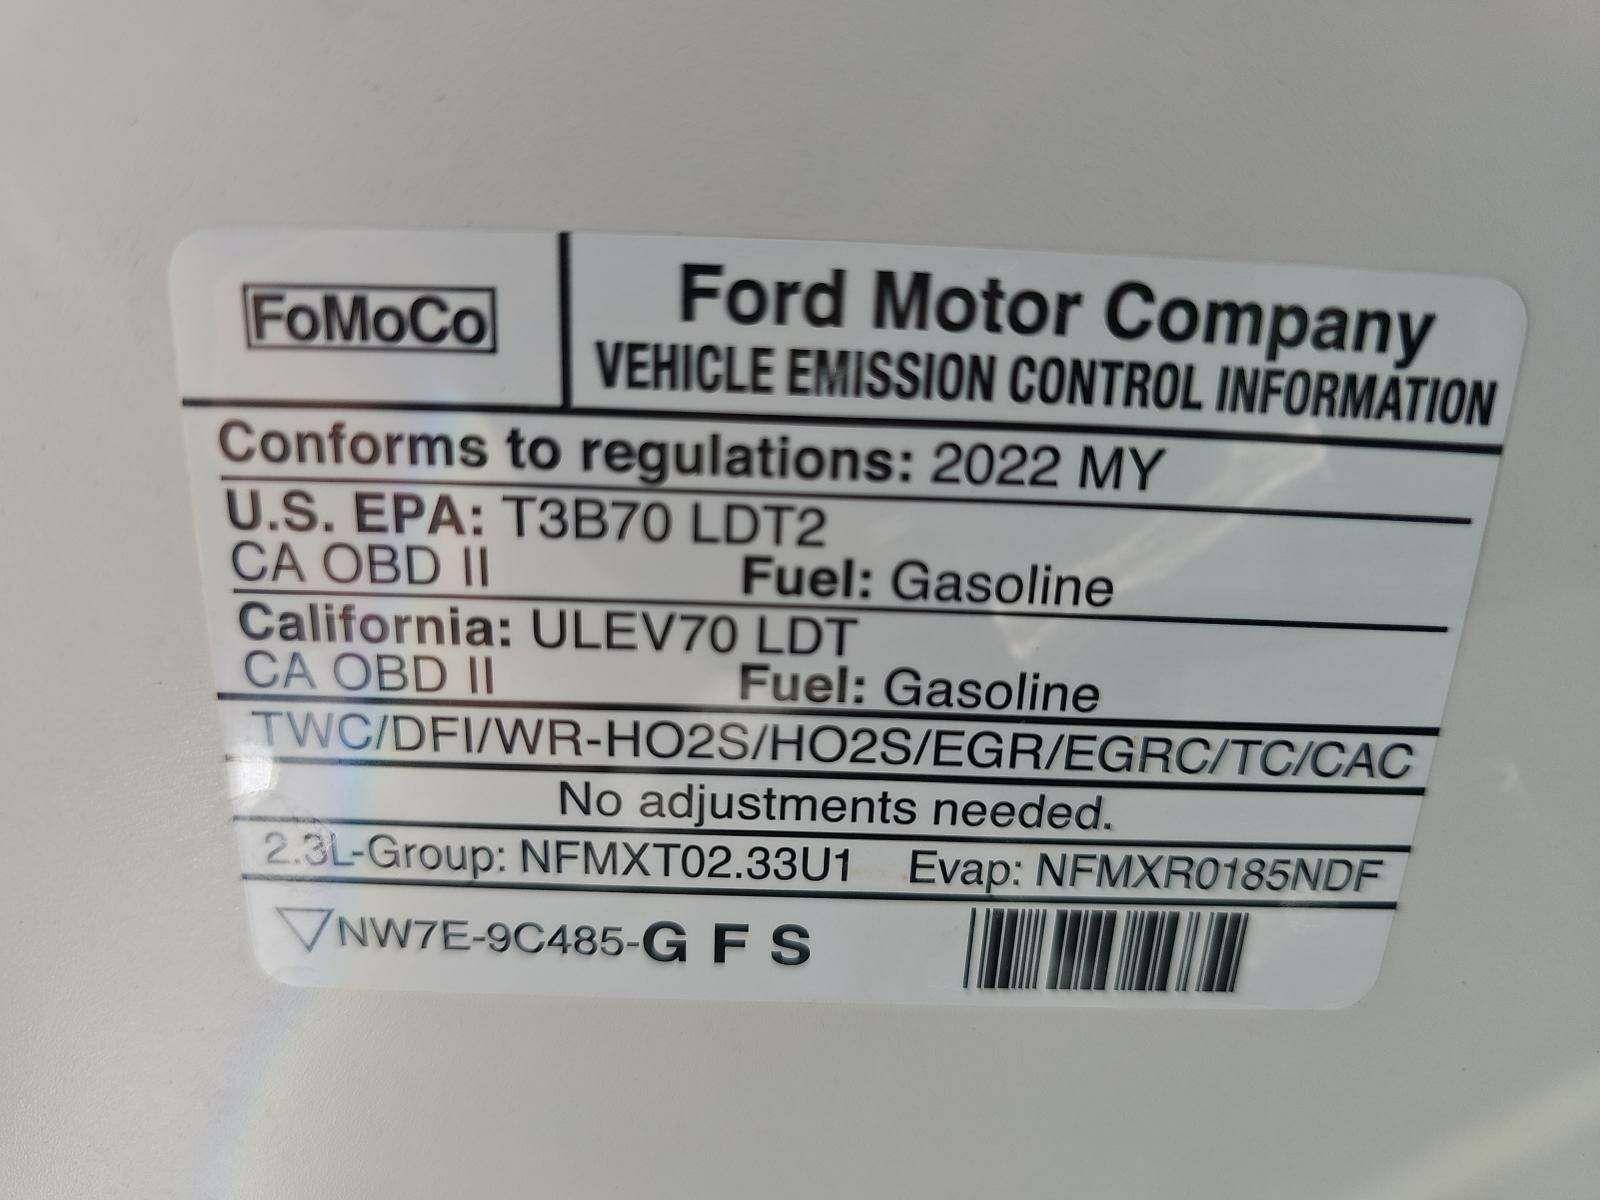 FoMoCo
Ford Motor Company
VEHICLE EMISSION CONTROL INFORMATION
Conforms to regulations: 2022 MY
U.S. EPA: T3B70 LDT2
CA OBD II Fuel: Gasoline
California: ULEV70 LDT
CA OBD II Fuel: Gasoline
TWC/DFI/WR-HO2S/HO2S/EGR/EGRC/TC/CAC
No adjustments needed.
2.3L-Group: NFMXT02.33U1 Evap: NFMXR0185NDF
NW7E-9C485-G F S